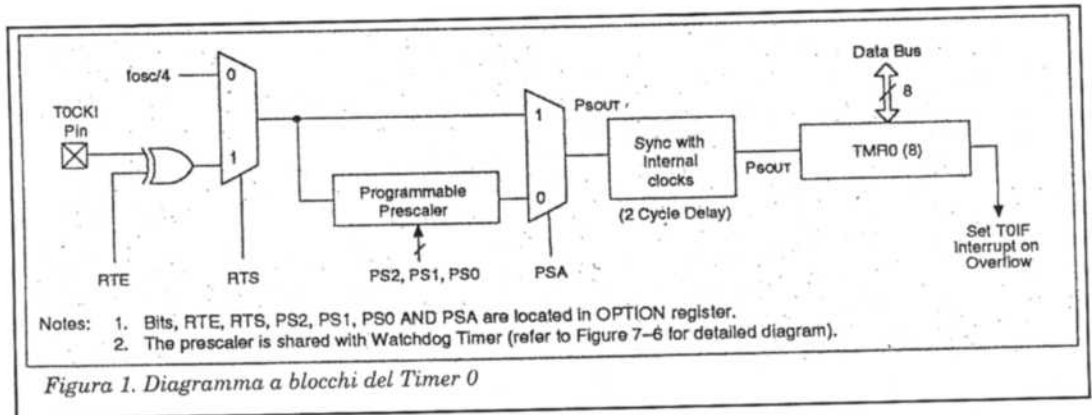 Data Bus
8
fosc/4
0
T0CKI
Pin
1
RTE
RTS
Programmable
Prescaler
PS2, PS1, PS0
1
0
PSA
PSOUT
Sync with
Internal
clocks
(2 Cycle Delay)
PSOUT
TMR0 (8)
Set TOIF
Interrupt on
Overflow
Notes: 1. Bits, RTE, RTS, PS2, PS1, PS0 AND PSA are located in OPTION register.
2. The prescaler is shared with Watchdog Timer (refer to Figure 7–6 for detailed diagram).
Figura 1. Diagramma a blocchi del Timer 0